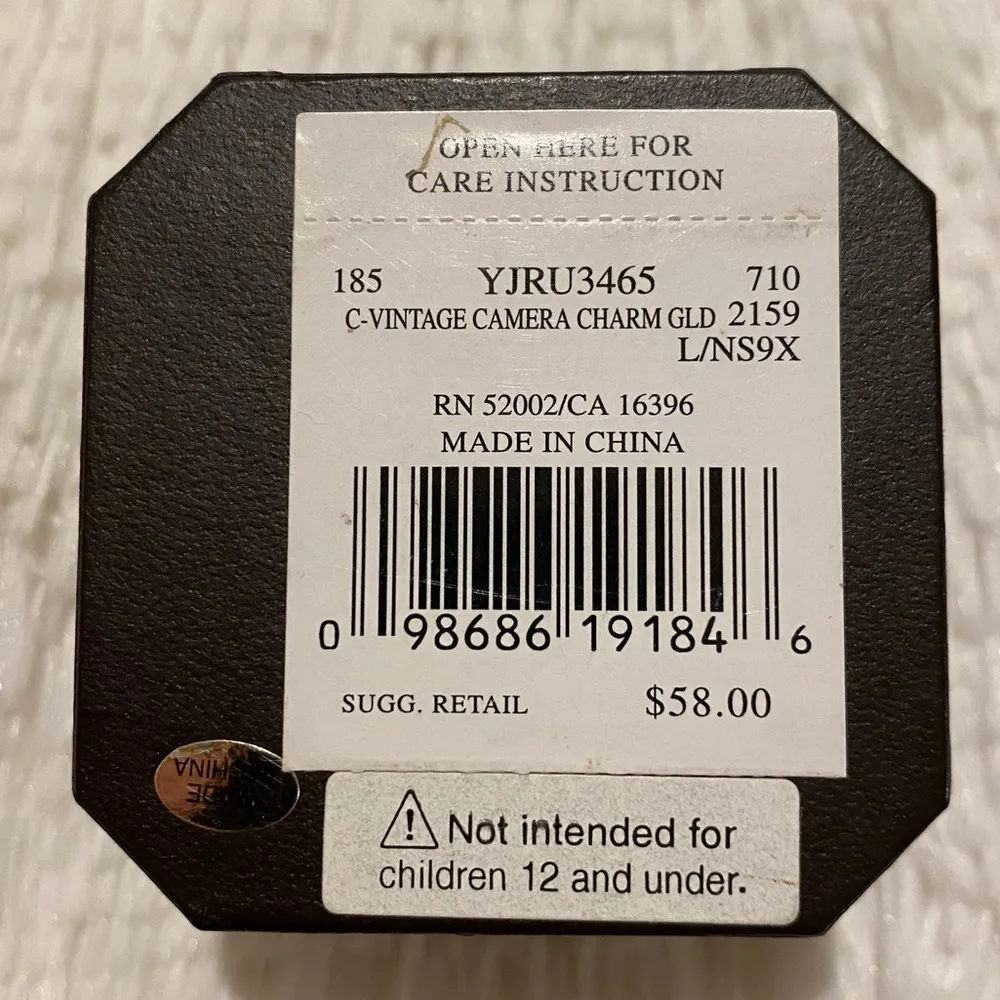 OPEN HERE FOR
CARE INSTRUCTION
185 YJRU3465 710
C-VINTAGE CAMERA CHARM GLD 2159
L/NS9X
RN 52002/CA 16396
MADE IN CHINA
0 98686 19184 6
SUGG. RETAIL $58.00
CHINA
⚠ Not intended for
children 12 and under.